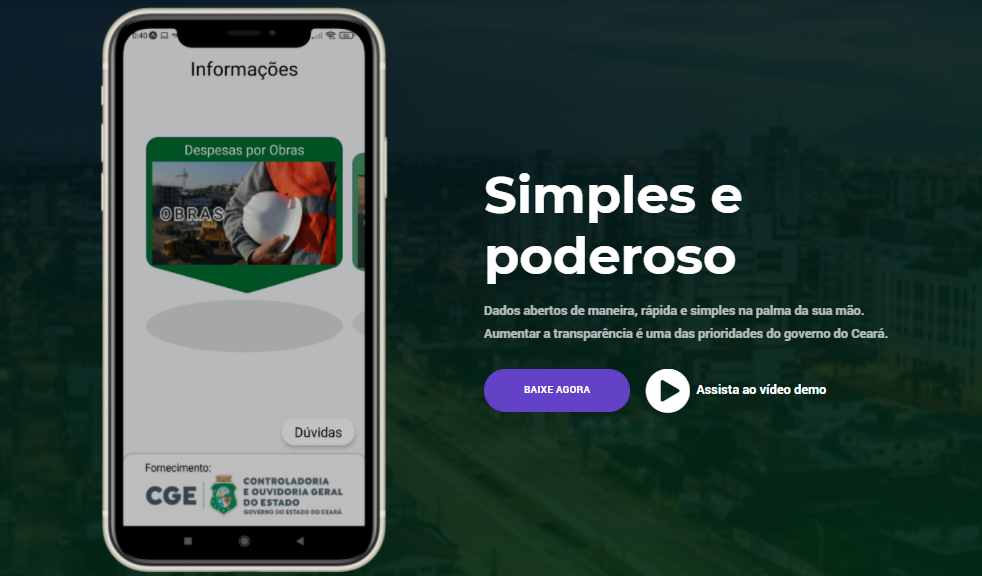 0:40
Informações
Despesas por Obras
OBRAS
Dúvidas
Fornecimento:
CGE
CONTROLADORIA
E OUVIDORIA GERAL
DO ESTADO
GOVERNO DO ESTADO DO CEARÁ
Simples e
poderoso
Dados abertos de maneira, rápida e simples na palma da sua mão.
Aumentar a transparência é uma das prioridades do governo do Ceará.
BAIXE AGORA
Assista ao vídeo demo